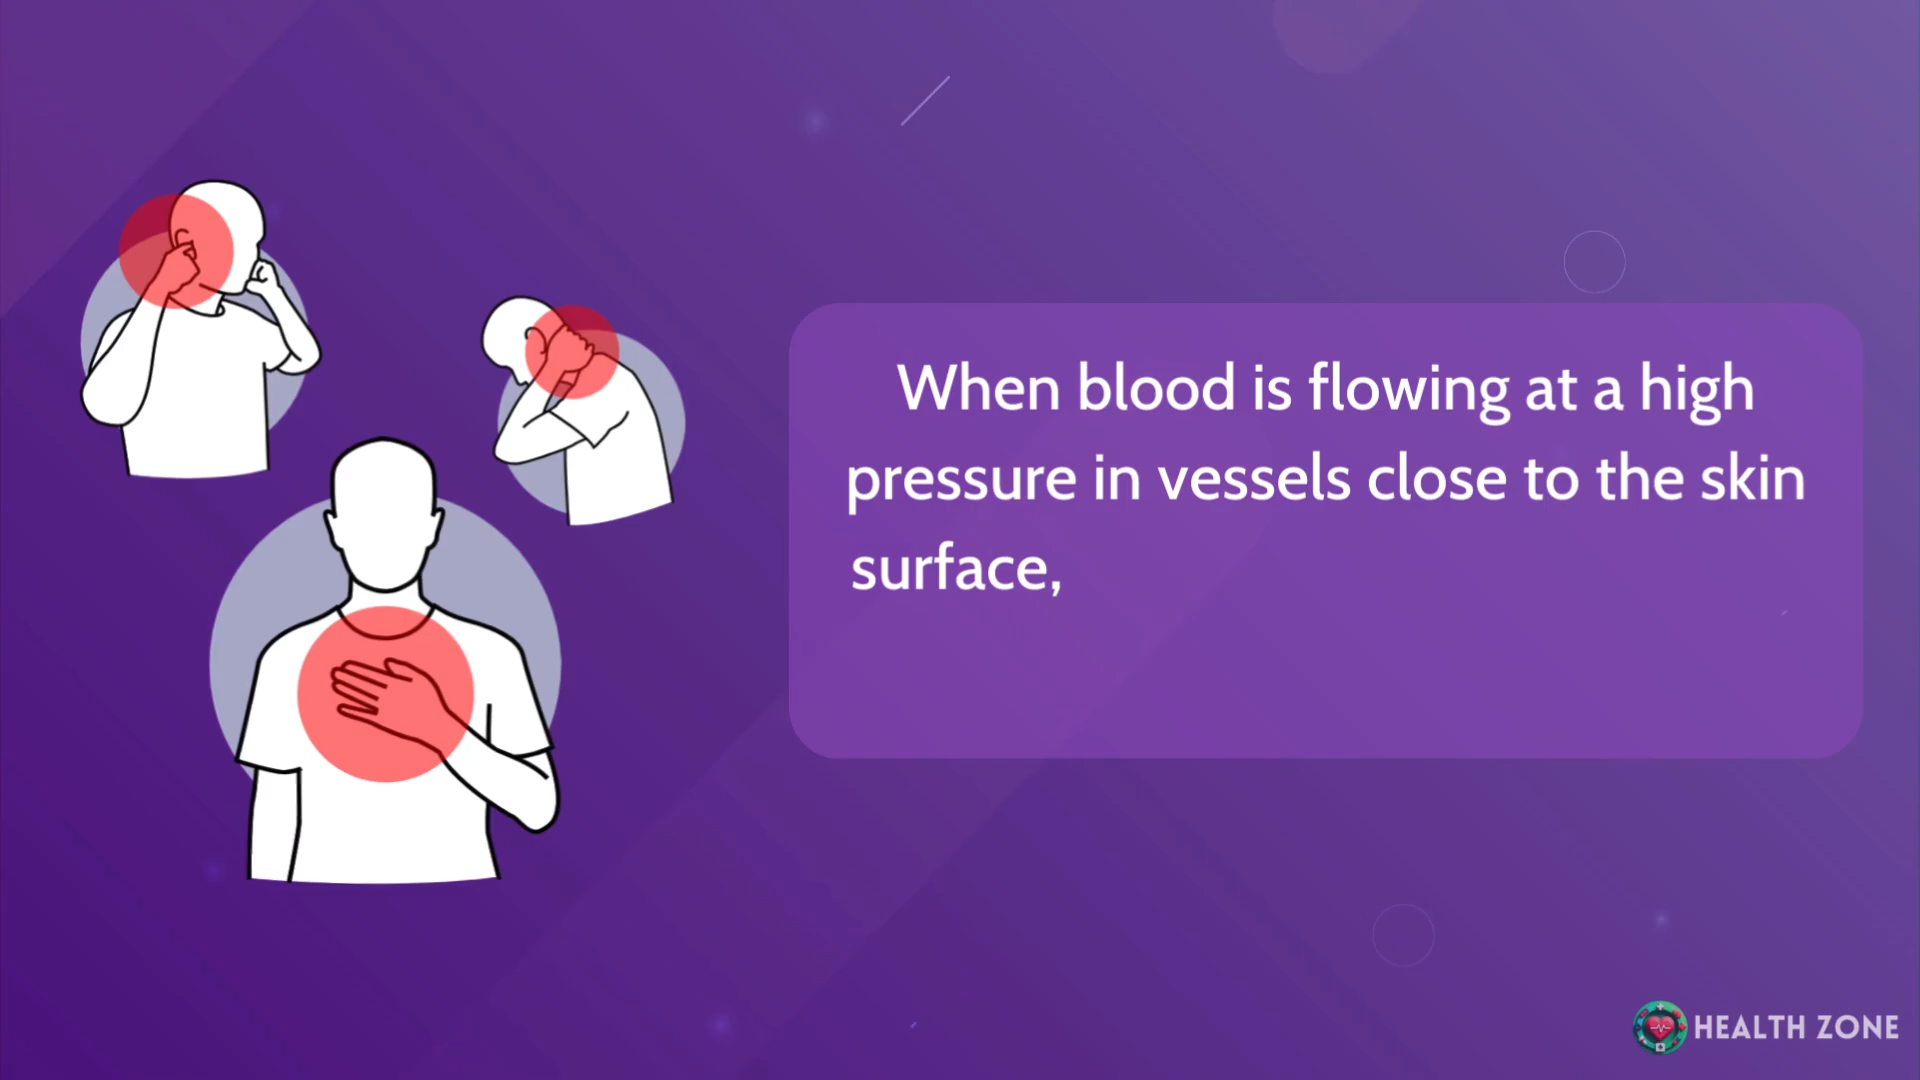 When blood is flowing at a high
pressure in vessels close to the skin
surface,
HEALTH ZONE